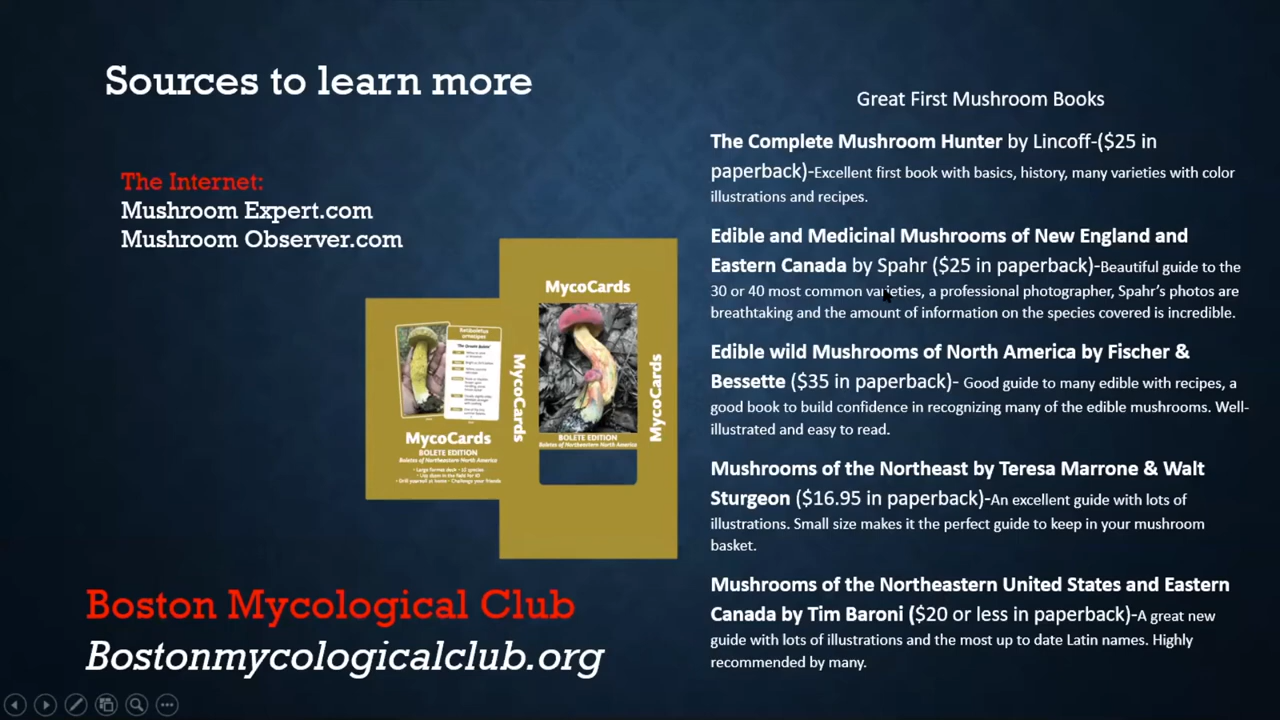 Sources to learn more
The Internet:
Mushroom Expert.com
Mushroom Observer.com
MycoCards
MycoCards
MycoCards
BOLETE EDITION
Boletes of Northeastern North America
MycoCards
BOLETE EDITION
Boletes of Northeastern North America
Boston Mycological Club
Bostonmycologicalclub.org
Great First Mushroom Books
The Complete Mushroom Hunter by Lincoff-($25 in
paperback)-Excellent first book with basics, history, many varieties with color
illustrations and recipes.
Edible and Medicinal Mushrooms of New England and
Eastern Canada by Spahr ($25 in paperback)-Beautiful guide to the
30 or 40 most common varieties, a professional photographer, Spahr's photos are
breathtaking and the amount of information on the species covered is incredible.
Edible wild Mushrooms of North America by Fischer &
Bessette ($35 in paperback)- Good guide to many edible with recipes, a
good book to build confidence in recognizing many of the edible mushrooms. Well-
illustrated and easy to read.
Mushrooms of the Northeast by Teresa Marrone & Walt
Sturgeon ($16.95 in paperback)-An excellent guide with lots of
illustrations. Small size makes it the perfect guide to keep in your mushroom
basket.
Mushrooms of the Northeastern United States and Eastern
Canada by Tim Baroni ($20 or less in paperback)-A great new
guide with lots of illustrations and the most up to date Latin names. Highly
recommended by many.